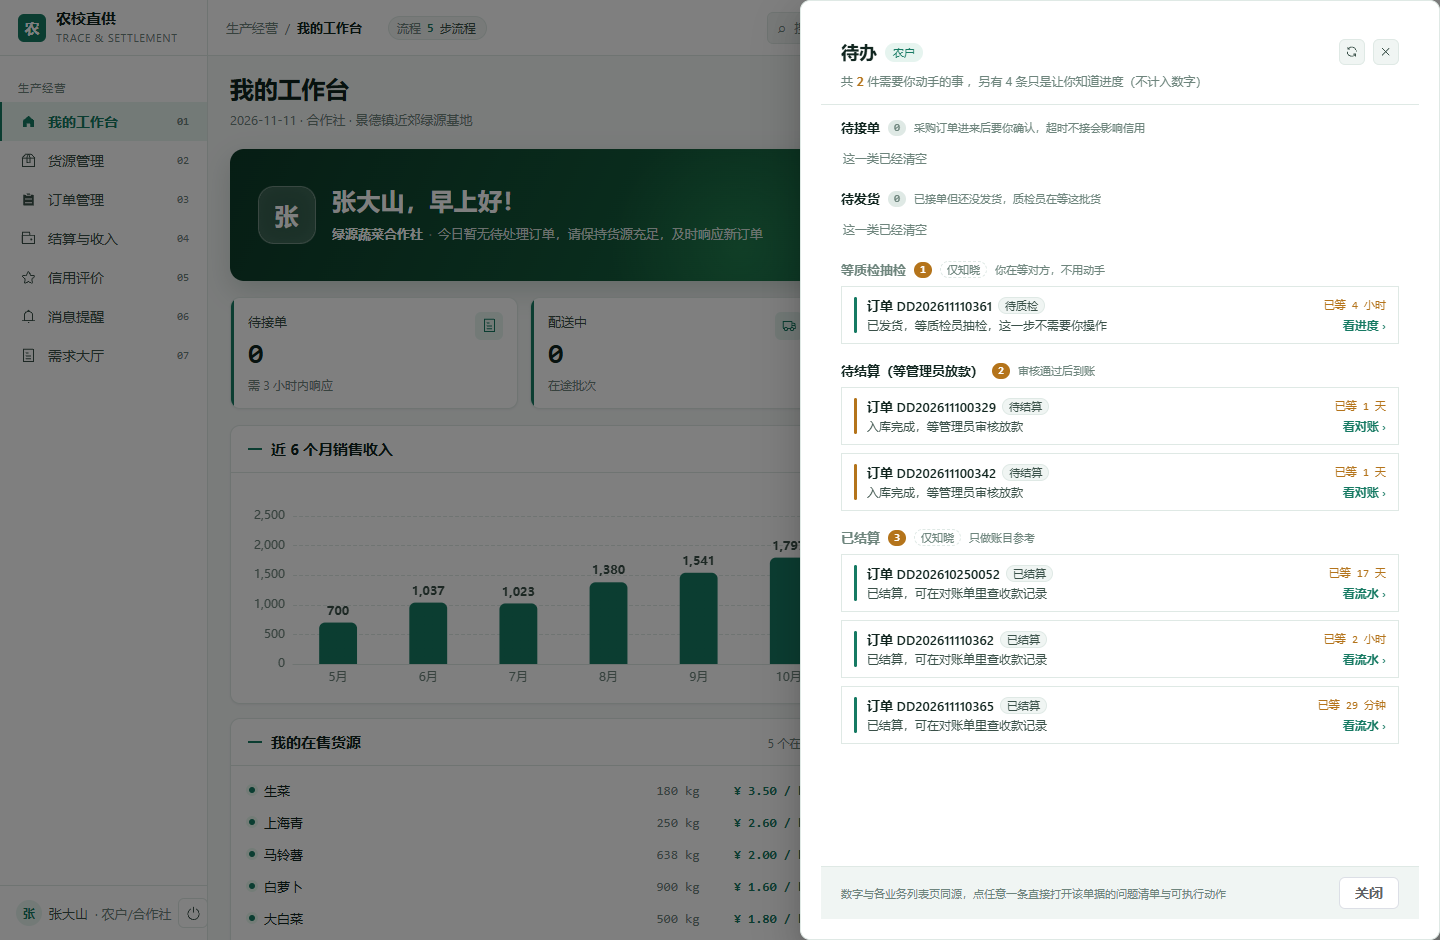 农
农校直供
TRACE & SETTLEMENT
生产经营
我的工作台 01
货源管理 02
订单管理 03
结算与收入 04
信用评价 05
消息提醒 06
需求大厅 07
张 张大山 · 农户/合作社
生产经营 / 我的工作台
流程 5 步流程
我的工作台
2026-11-11 · 合作社 · 景德镇近郊绿源基地
张
张大山，早上好！
绿源蔬菜合作社 · 今日暂无待处理订单，请保持货源充足，及时响应新订单
待接单
0
需 3 小时内响应
配送中
0
在途批次
近 6 个月销售收入
2,500
2,000
1,500
1,000
500
0
700
1,037
1,023
1,380
1,541
1,797
5月
6月
7月
8月
9月
10月
我的在售货源
5 个在
生菜 180 kg ¥ 3.50 /
上海青 250 kg ¥ 2.60 /
马铃薯 638 kg ¥ 2.00 /
白萝卜 900 kg ¥ 1.60 /
大白菜 500 kg ¥ 1.80 /
待办 农户
共 2 件需要你动手的事，另有 4 条只是让你知道进度（不计入数字）
待接单 0 采购订单进来后要你确认，超时不接会影响信用
这一类已经清空
待发货 0 已接单但还没发货，质检员在等这批货
这一类已经清空
等质检抽检 1 仅知晓 你在等对方，不用动手
订单 DD202611110361 待质检 已等 4 小时
已发货，等质检员抽检，这一步不需要你操作 看进度 ›
待结算（等管理员放款） 2 审核通过后到账
订单 DD202611100329 待结算 已等 1 天
入库完成，等管理员审核放款 看对账 ›
订单 DD202611100342 待结算 已等 1 天
入库完成，等管理员审核放款 看对账 ›
已结算 3 仅知晓 只做账目参考
订单 DD202610250052 已结算 已等 17 天
已结算，可在对账单里查收款记录 看流水 ›
订单 DD202611110362 已结算 已等 2 小时
已结算，可在对账单里查收款记录 看流水 ›
订单 DD202611110365 已结算 已等 29 分钟
已结算，可在对账单里查收款记录 看流水 ›
数字与各业务列表页同源，点任意一条直接打开该单据的问题清单与可执行动作
关闭